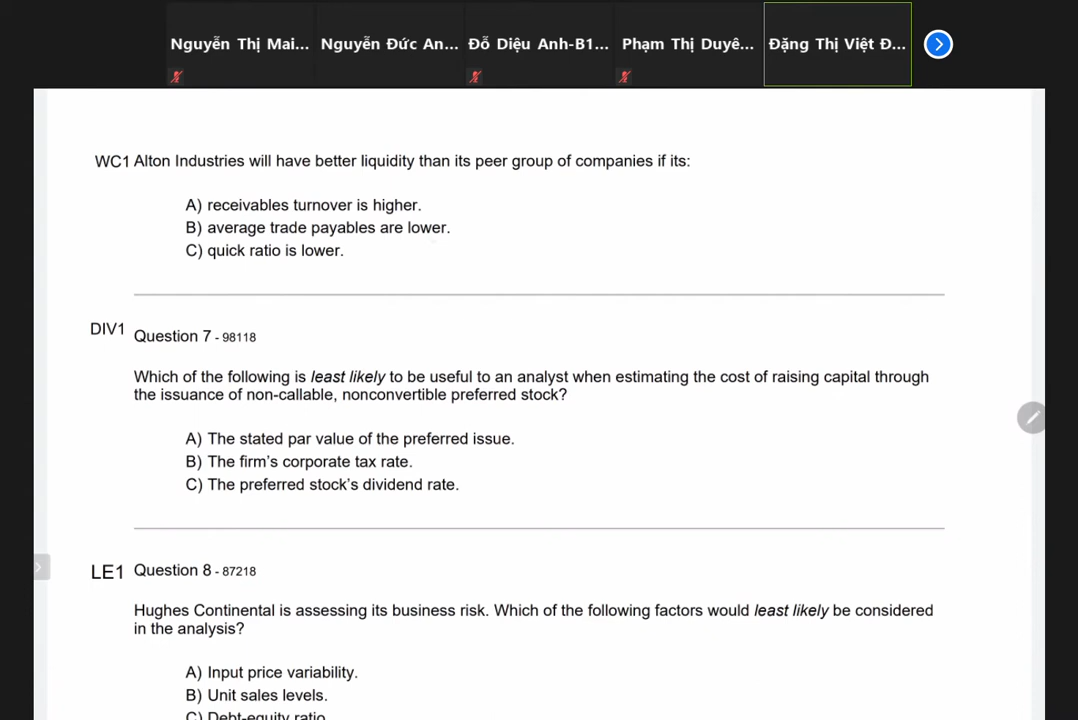 Nguyễn Thị Mai... Nguyễn Đức An... Đỗ Diệu Anh-B1... Phạm Thị Duyê... Đặng Thị Việt Đ...
WC1 Alton Industries will have better liquidity than its peer group of companies if its:
A) receivables turnover is higher.
B) average trade payables are lower.
C) quick ratio is lower.
DIV1 Question 7 - 98118
Which of the following is least likely to be useful to an analyst when estimating the cost of raising capital through
the issuance of non-callable, nonconvertible preferred stock?
A) The stated par value of the preferred issue.
B) The firm's corporate tax rate.
C) The preferred stock's dividend rate.
LE1 Question 8 - 87218
Hughes Continental is assessing its business risk. Which of the following factors would least likely be considered
in the analysis?
A) Input price variability.
B) Unit sales levels.
C) Debt-equity ratio